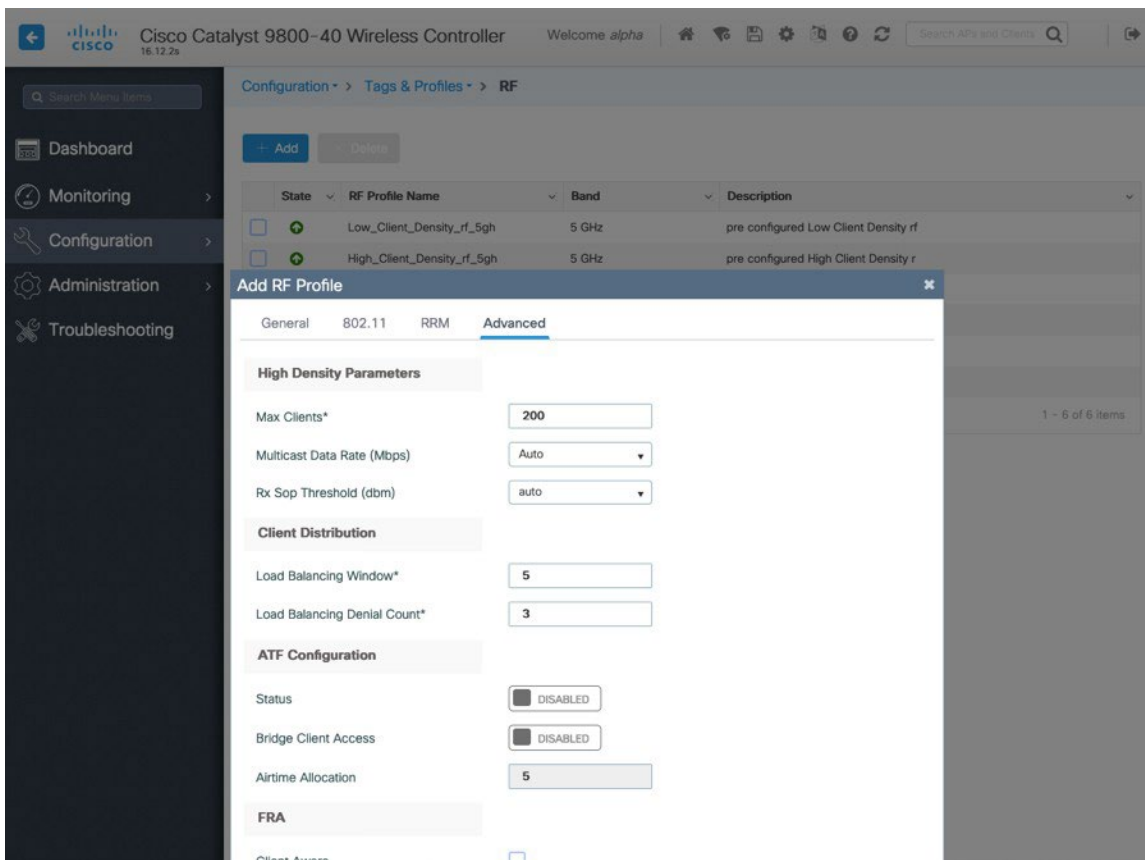 CISCO
Cisco Catalyst 9800-40 Wireless Controller
16.12.2s
Welcome alpha
Search APs and Clients
Search Menu Items
Configuration > Tags & Profiles > RF
Dashboard
Monitoring
Configuration
Administration
Troubleshooting
+ Add
Delete
State RF Profile Name Band Description
Low_Client_Density_rf_5gh 5 GHz pre configured Low Client Density rf
High_Client_Density_rf_5gh 5 GHz pre configured High Client Density r
1 - 6 of 6 items
Add RF Profile
General 802.11 RRM Advanced
High Density Parameters
Max Clients* 200
Multicast Data Rate (Mbps) Auto
Rx Sop Threshold (dbm) auto
Client Distribution
Load Balancing Window* 5
Load Balancing Denial Count* 3
ATF Configuration
Status DISABLED
Bridge Client Access DISABLED
Airtime Allocation 5
FRA
Client Aware